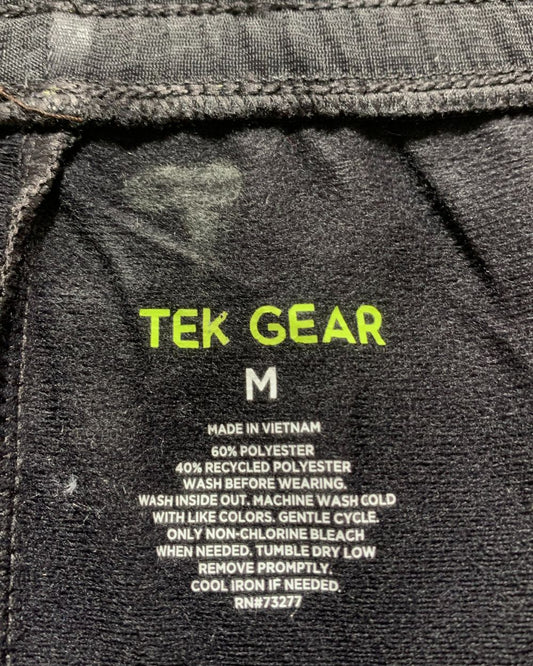 TEK GEAR
M
MADE IN VIETNAM
60% POLYESTER
40% RECYCLED POLYESTER
WASH BEFORE WEARING.
WASH INSIDE OUT. MACHINE WASH COLD
WITH LIKE COLORS. GENTLE CYCLE.
ONLY NON-CHLORINE BLEACH
WHEN NEEDED. TUMBLE DRY LOW
REMOVE PROMPTLY.
COOL IRON IF NEEDED.
RN#73277